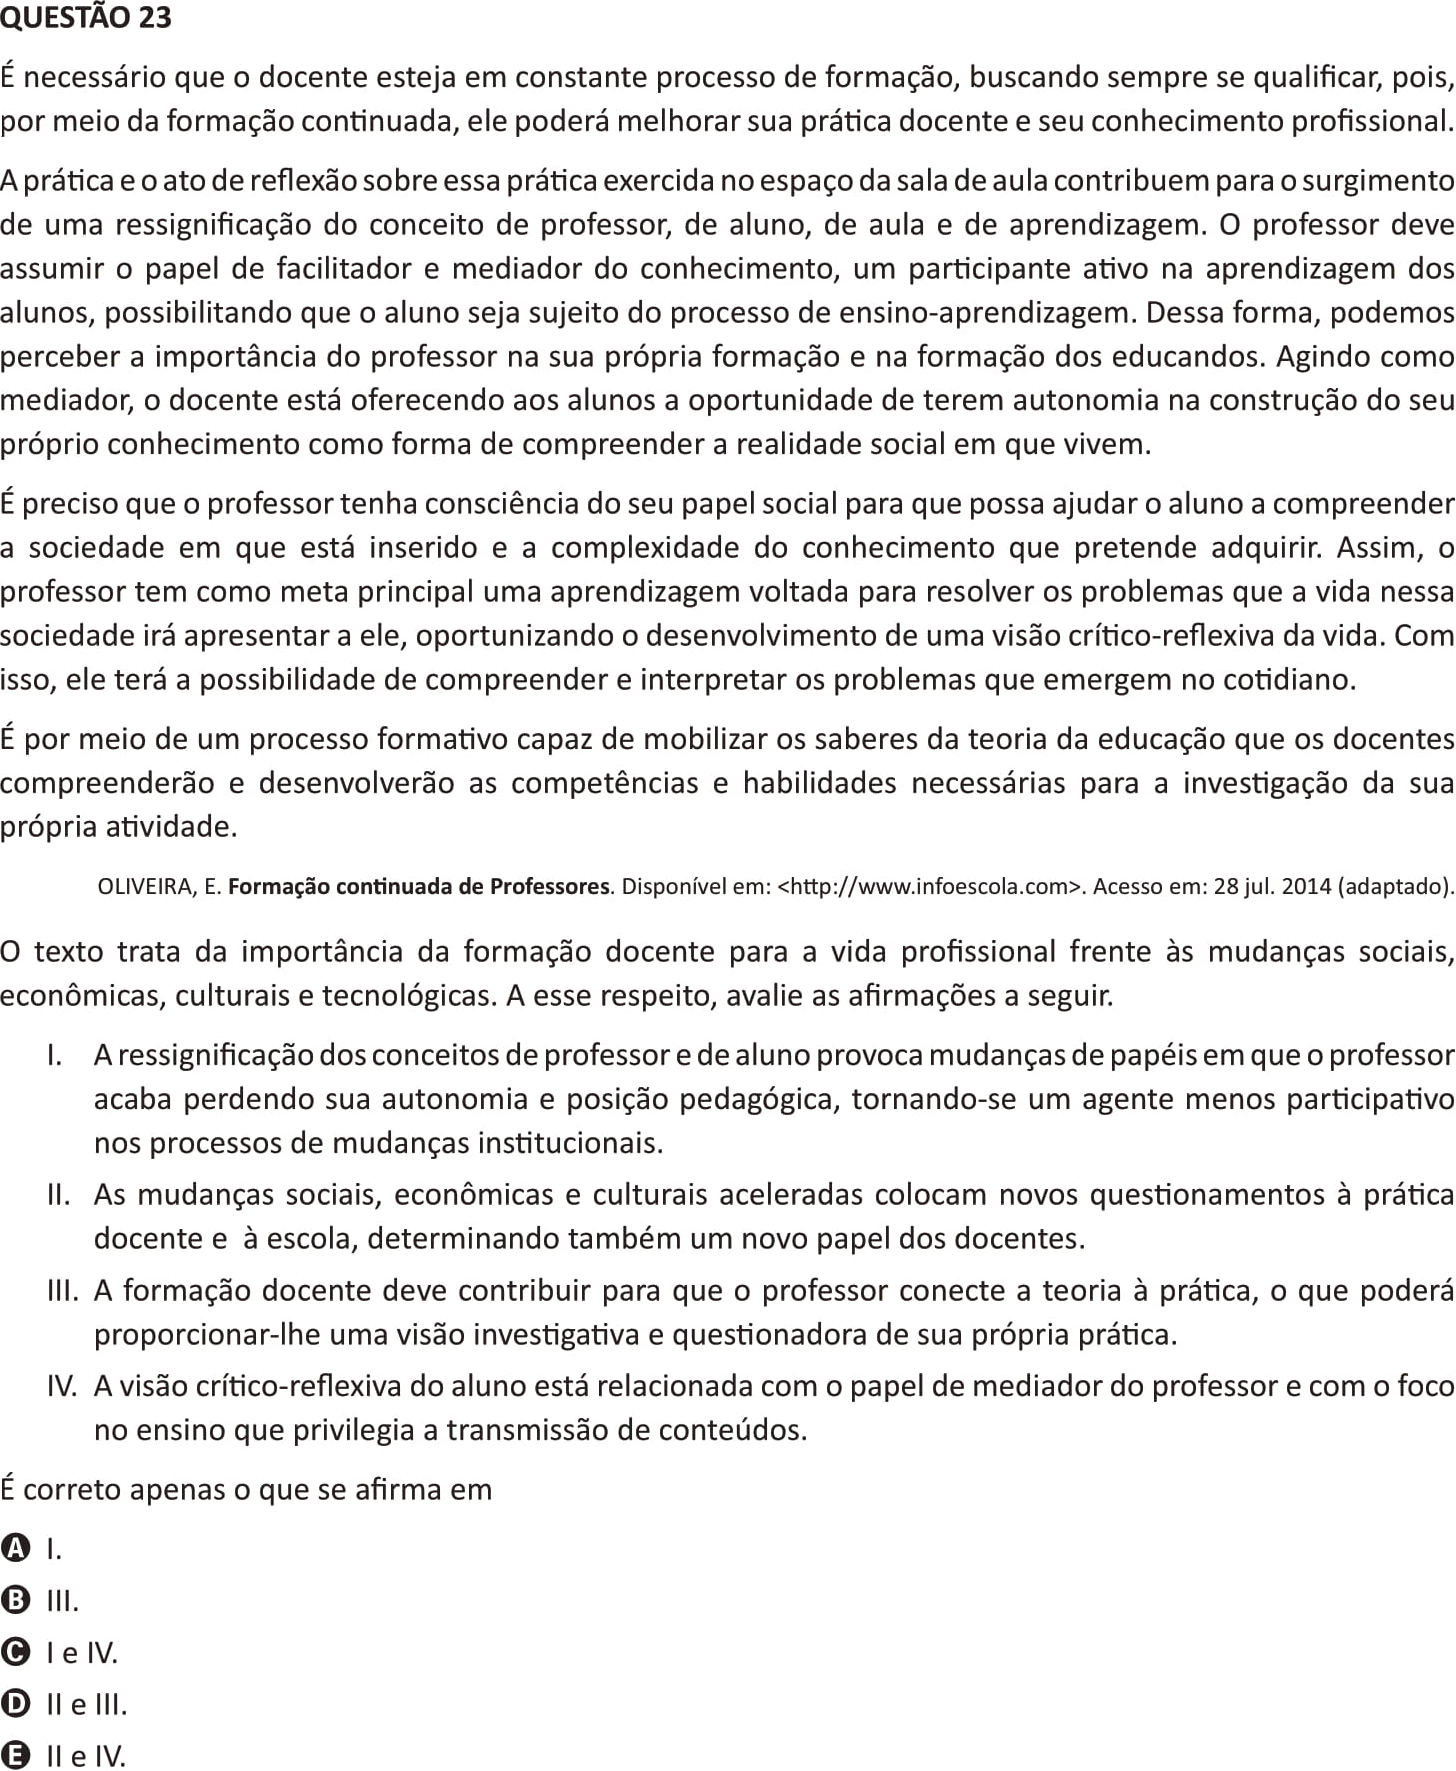 QUESTÃO 23
É necessário que o docente esteja em constante processo de formação, buscando sempre se qualificar, pois,
por meio da formação continuada, ele poderá melhorar sua prática docente e seu conhecimento profissional.
A prática e o ato de reflexão sobre essa prática exercida no espaço da sala de aula contribuem para o surgimento
de uma ressignificação do conceito de professor, de aluno, de aula e de aprendizagem. O professor deve
assumir o papel de facilitador e mediador do conhecimento, um participante ativo na aprendizagem dos
alunos, possibilitando que o aluno seja sujeito do processo de ensino-aprendizagem. Dessa forma, podemos
perceber a importância do professor na sua própria formação e na formação dos educandos. Agindo como
mediador, o docente está oferecendo aos alunos a oportunidade de terem autonomia na construção do seu
próprio conhecimento como forma de compreender a realidade social em que vivem.
É preciso que o professor tenha consciência do seu papel social para que possa ajudar o aluno a compreender
a sociedade em que está inserido e a complexidade do conhecimento que pretende adquirir. Assim, o
professor tem como meta principal uma aprendizagem voltada para resolver os problemas que a vida nessa
sociedade irá apresentar a ele, oportunizando o desenvolvimento de uma visão crítico-reflexiva da vida. Com
isso, ele terá a possibilidade de compreender e interpretar os problemas que emergem no cotidiano.
É por meio de um processo formativo capaz de mobilizar os saberes da teoria da educação que os docentes
compreenderão e desenvolverão as competências e habilidades necessárias para a investigação da sua
própria atividade.
OLIVEIRA, E. Formação continuada de Professores. Disponível em: <http://www.infoescola.com>. Acesso em: 28 jul. 2014 (adaptado).
O texto trata da importância da formação docente para a vida profissional frente às mudanças sociais,
econômicas, culturais e tecnológicas. A esse respeito, avalie as afirmações a seguir.
I. A ressignificação dos conceitos de professor e de aluno provoca mudanças de papéis em que o professor
acaba perdendo sua autonomia e posição pedagógica, tornando-se um agente menos participativo
nos processos de mudanças institucionais.
II. As mudanças sociais, econômicas e culturais aceleradas colocam novos questionamentos à prática
docente e à escola, determinando também um novo papel dos docentes.
III. A formação docente deve contribuir para que o professor conecte a teoria à prática, o que poderá
proporcionar-lhe uma visão investigativa e questionadora de sua própria prática.
IV. A visão crítico-reflexiva do aluno está relacionada com o papel de mediador do professor e com o foco
no ensino que privilegia a transmissão de conteúdos.
É correto apenas o que se afirma em
A I.
B III.
C I e IV.
D II e III.
E II e IV.